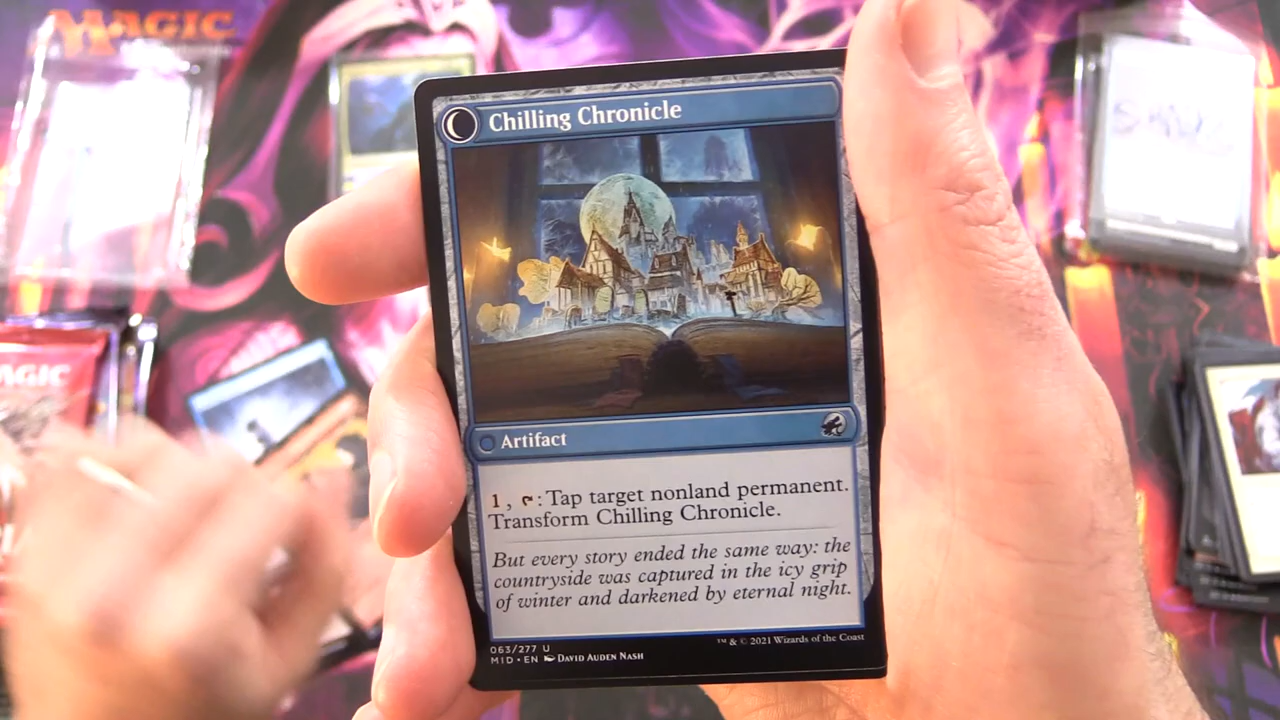 MAGIC
Chilling Chronicle
AGIC
Artifact
1, : Tap target nonland permanent.
Transform Chilling Chronicle.
But every story ended the same way: the
countryside was captured in the icy grip
of winter and darkened by eternal night.
063/277 U
MID • EN DAVID AUDEN NASH
™ & © 2021 Wizards of the Coast